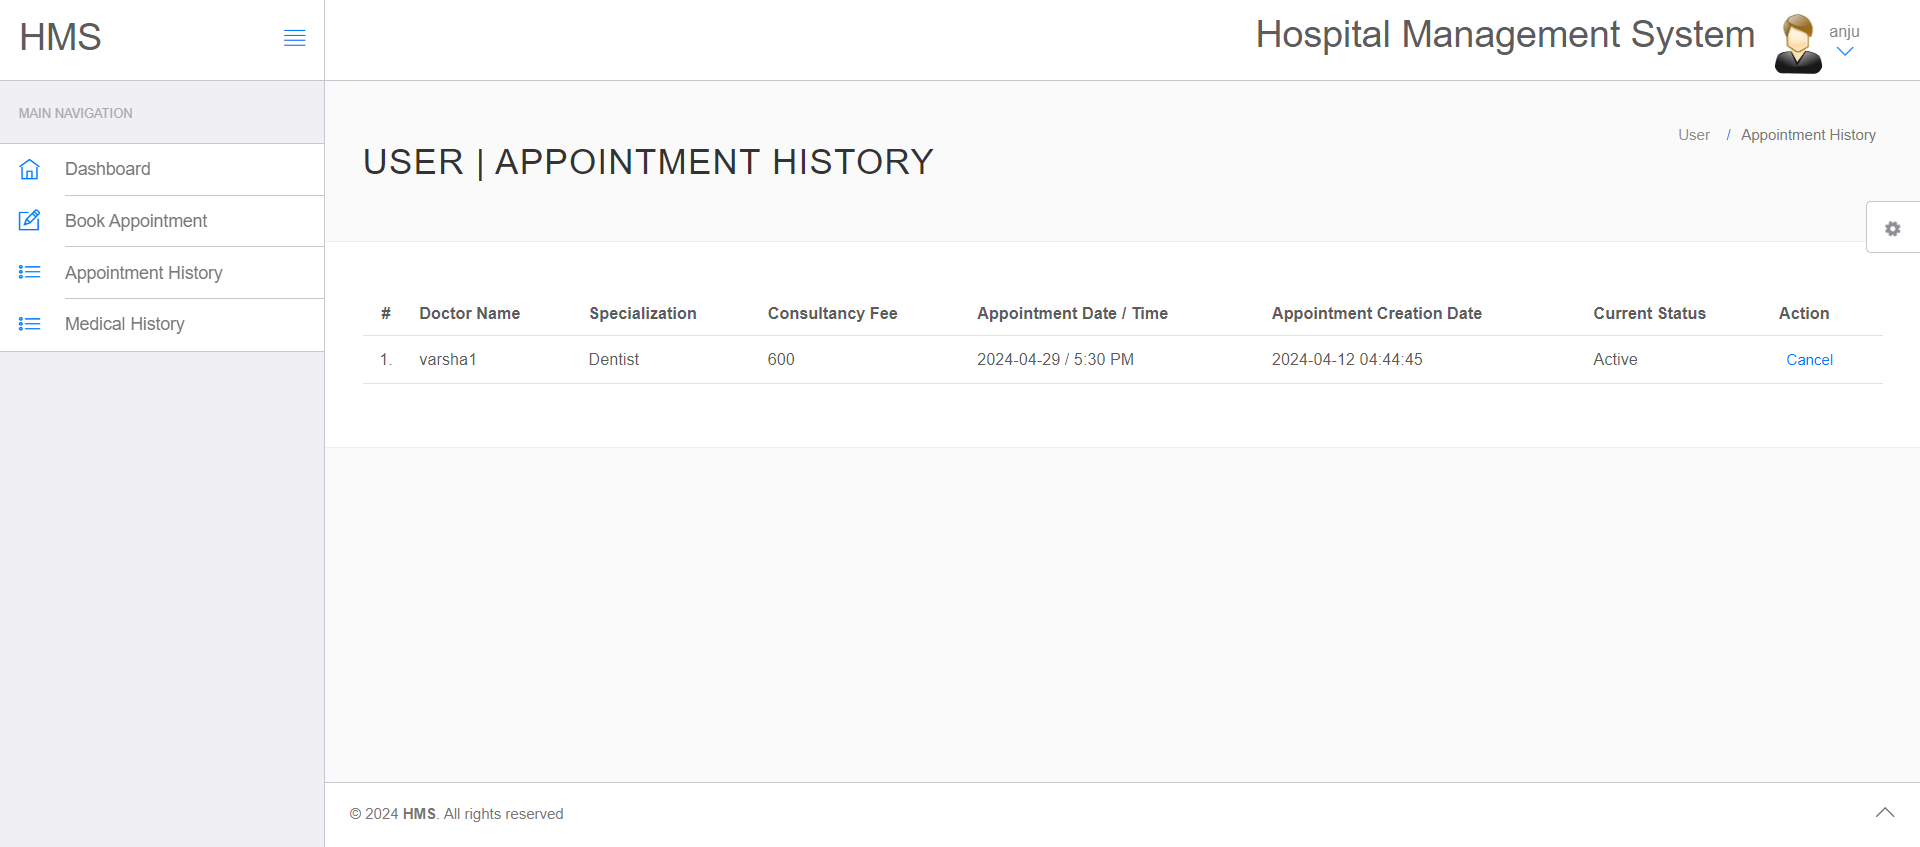 HMS
Hospital Management System
anju
MAIN NAVIGATION
Dashboard
Book Appointment
Appointment History
Medical History
USER | APPOINTMENT HISTORY
User / Appointment History
# Doctor Name Specialization Consultancy Fee Appointment Date / Time Appointment Creation Date Current Status Action
1. varsha1 Dentist 600 2024-04-29 / 5:30 PM 2024-04-12 04:44:45 Active Cancel
© 2024 HMS. All rights reserved